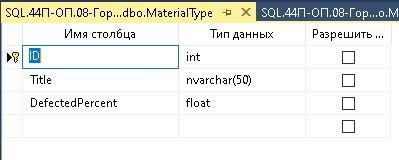 SQL.44П-ОП.08-Гор...dbo.MaterialType
SQL.44П-ОП.08-Гор...o.M
Имя столбца Тип данных Разрешить ...
ID int
Title nvarchar(50)
DefectedPercent float